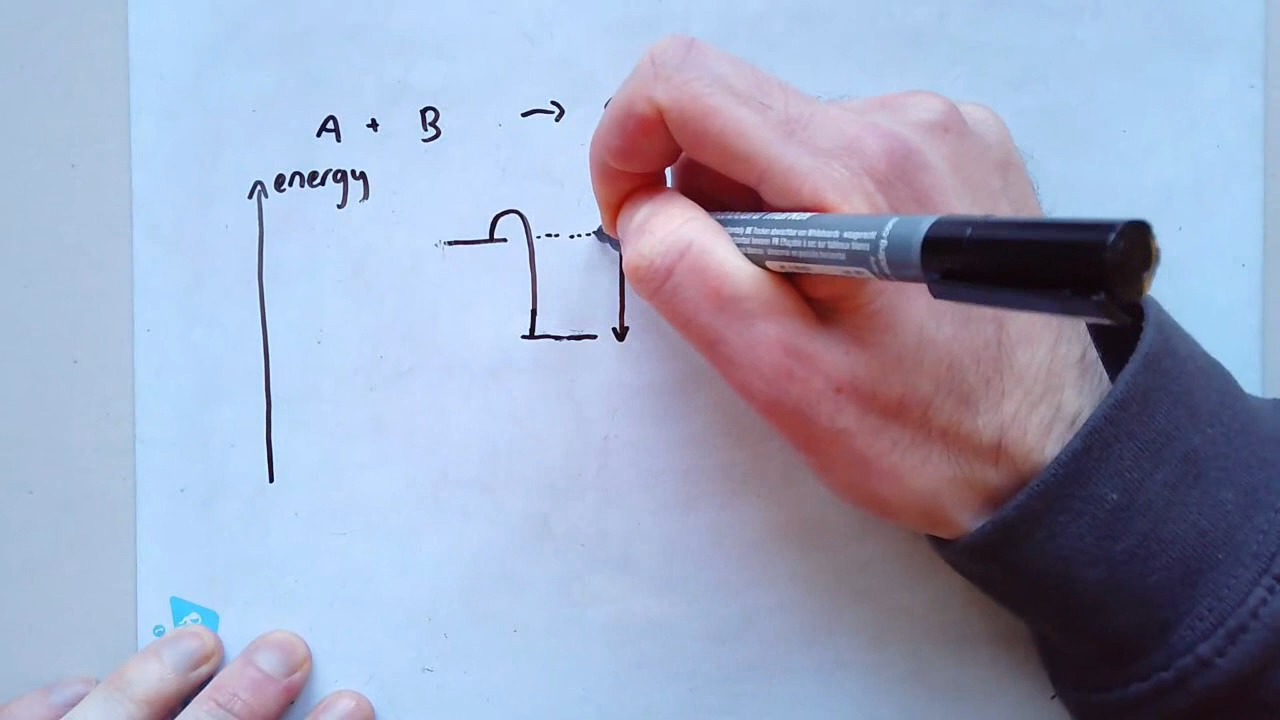 A + B →
energy